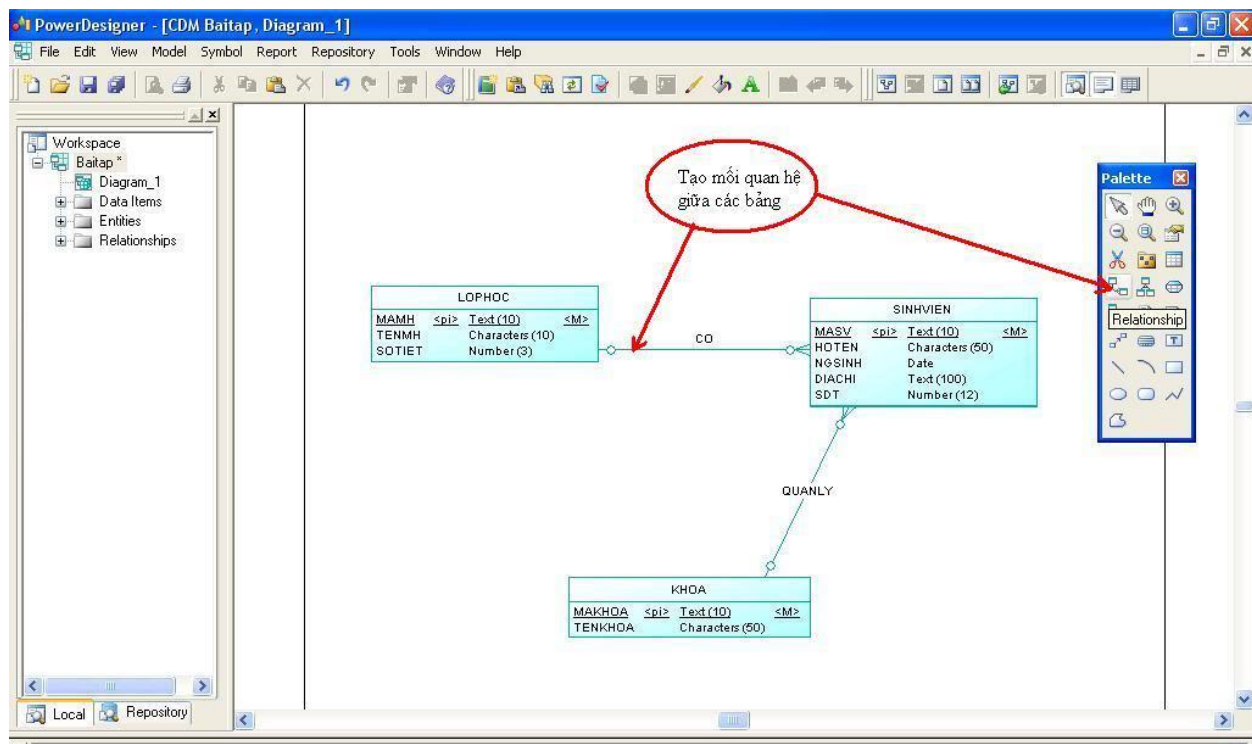 PowerDesigner - [CDM Baitap, Diagram_1]
File Edit View Model Symbol Report Repository Tools Window Help
Workspace
Baitap *
Diagram_1
Data Items
Entities
Relationships
Local Repository
Tạo mối quan hệ
giữa các bảng
LOPHOC
MAMH <pi> Text (10) <M>
TENMH Characters (10)
SOTIET Number (3)
CO
SINHVIEN
MASV <pi> Text (10) <M>
HOTEN Characters (50)
NGSINH Date
DIACHI Text (100)
SDT Number (12)
QUANLY
KHOA
MAKHOA <pi> Text (10) <M>
TENKHOA Characters (50)
Palette
Relationship